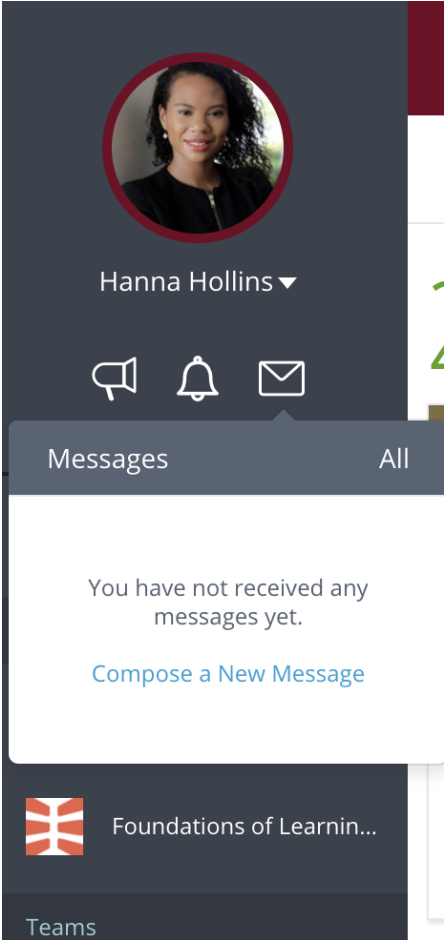 Hanna Hollins
Messages All
You have not received any
messages yet.
Compose a New Message
Foundations of Learnin...
Teams